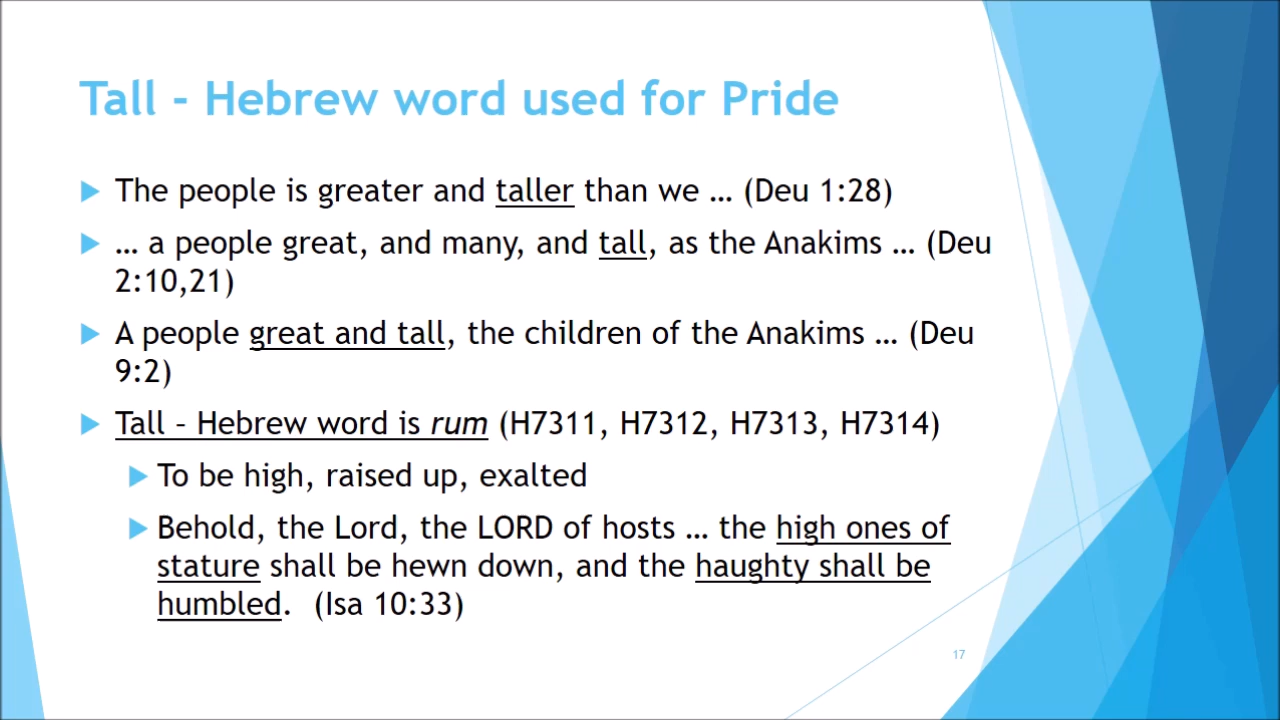 Tall - Hebrew word used for Pride
The people is greater and taller than we … (Deu 1:28)
… a people great, and many, and tall, as the Anakims … (Deu
2:10,21)
A people great and tall, the children of the Anakims … (Deu
9:2)
Tall – Hebrew word is rum (H7311, H7312, H7313, H7314)
To be high, raised up, exalted
Behold, the Lord, the LORD of hosts … the high ones of
stature shall be hewn down, and the haughty shall be
humbled.  (Isa 10:33)
17